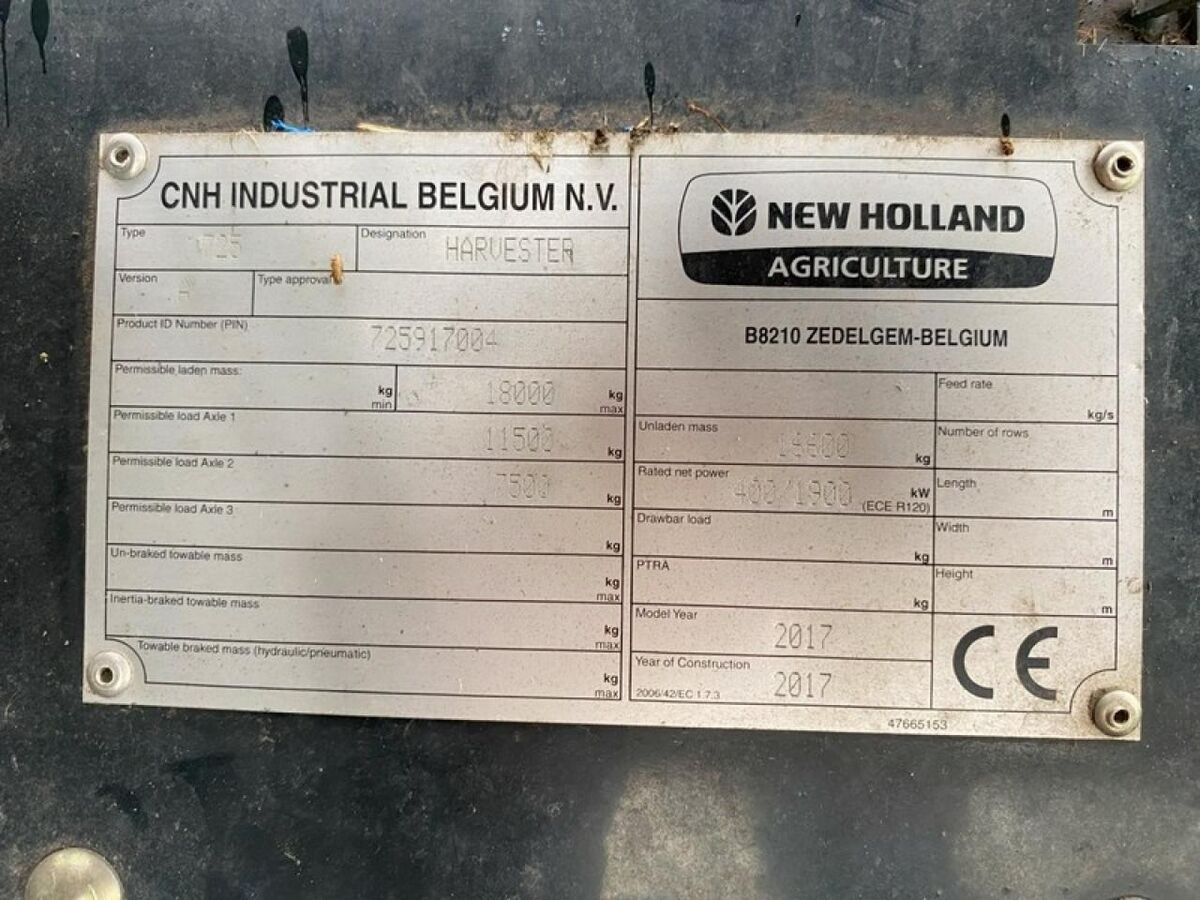 CNH INDUSTRIAL BELGIUM N.V.
Type
725
Designation
HARVESTER
Version
Type approval
Product ID Number (PIN)
725917004
Permissible laden mass:
kg
min
18000
kg
max
Permissible load Axle 1
11500
kg
Permissible load Axle 2
7500
kg
Permissible load Axle 3
kg
Un-braked towable mass
kg
max
Inertia-braked towable mass
kg
max
Towable braked mass (hydraulic/pneumatic)
kg
max
NEW HOLLAND
AGRICULTURE
B8210 ZEDELGEM-BELGIUM
Feed rate
kg/s
Unladen mass
kg
Number of rows
Rated net power
400/1900
kW
(ECE R120)
Length
m
Drawbar load
kg
Width
m
PTRA
kg
Height
m
Model Year
2017
Year of Construction
2006/42/EC 1.7.3
2017
CE
47665153